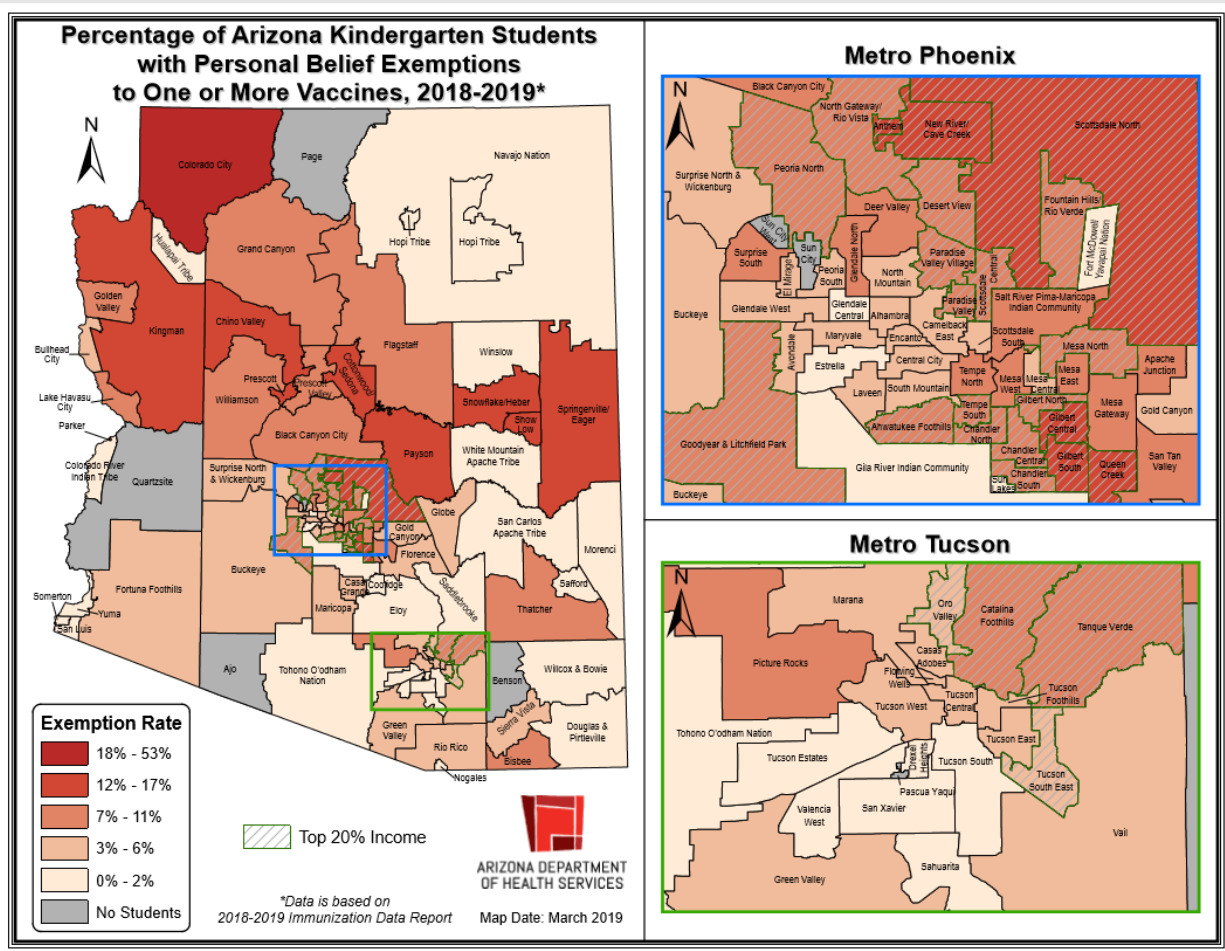 Percentage of Arizona Kindergarten Students
with Personal Belief Exemptions
to One or More Vaccines, 2018-2019*
N
Colorado City
Page
Navajo Nation
Hopi Tribe
Hopi Tribe
Hualapai Tribe
Grand Canyon
Golden
Valley
Kingman
Chino Valley
Flagstaff
Bullhead
City
Winslow
Cottonwood/
Sedona
Prescott
Prescott
Valley
Williamson
Lake Havasu
City
Snowflake/Heber
Show
Low
Springerville/
Eager
Parker
Black Canyon City
Payson
White Mountain
Apache Tribe
Colorado River
Indian Tribe
Quartzsite
Surprise North
& Wickenburg
Globe
San Carlos
Apache Tribe
Gold
Canyon
Florence
Morenci
Buckeye
Fortuna Foothills
Casa
Grande
Coolidge
Saddlebrooke
Safford
Somerton
Yuma
San Luis
Maricopa
Eloy
Thatcher
Ajo
Tohono O'odham
Nation
Benson
Willcox & Bowie
Green
Valley
Sierra Vista
Douglas &
Pirtleville
Rio Rico
Bisbee
Nogales
Exemption Rate
18% - 53%
12% - 17%
7% - 11%
3% - 6%
0% - 2%
No Students
Top 20% Income
*Data is based on
2018-2019 Immunization Data Report
ARIZONA DEPARTMENT
OF HEALTH SERVICES
Map Date: March 2019
Metro Phoenix
N
Black Canyon City
North Gateway/
Rio Vista
Anthem
New River/
Cave Creek
Scottsdale North
Peoria North
Surprise North &
Wickenburg
Deer Valley
Desert View
Fountain Hills/
Rio Verde
Fort McDowell/
Yavapai Nation
Sun City
West
Sun
City
Surprise
South
El Mirage
Peoria
South
Glendale North
North
Mountain
Paradise
Valley Village
Scottsdale
Central
Buckeye
Glendale West
Glendale
Central
Alhambra
Paradise
Valley
Salt River Pima-Maricopa
Indian Community
Camelback
East
Scottsdale
South
Avondale
Maryvale
Encanto
Mesa North
Estrella
Central City
Tempe
North
Mesa
West
Mesa
Central
Mesa
East
Apache
Junction
Laveen
South Mountain
Tempe
South
Gilbert North
Gilbert
Central
Mesa
Gateway
Gold Canyon
Ahwatukee Foothills
Chandler
North
Goodyear & Litchfield Park
Chandler
Central
Gilbert
South
Queen
Creek
San Tan
Valley
Gila River Indian Community
Sun
Lakes
Chandler
South
Buckeye
Metro Tucson
N
Marana
Oro
Valley
Catalina
Foothills
Tanque Verde
Picture Rocks
Casas
Adobes
Flowing
Wells
Tucson West
Tucson
Central
Tucson
Foothills
Tohono O'odham Nation
Tucson East
Tucson Estates
Drexel
Heights
Tucson South
Tucson
South East
Pascua Yaqui
Valencia
West
San Xavier
Vail
Green Valley
Sahuarita